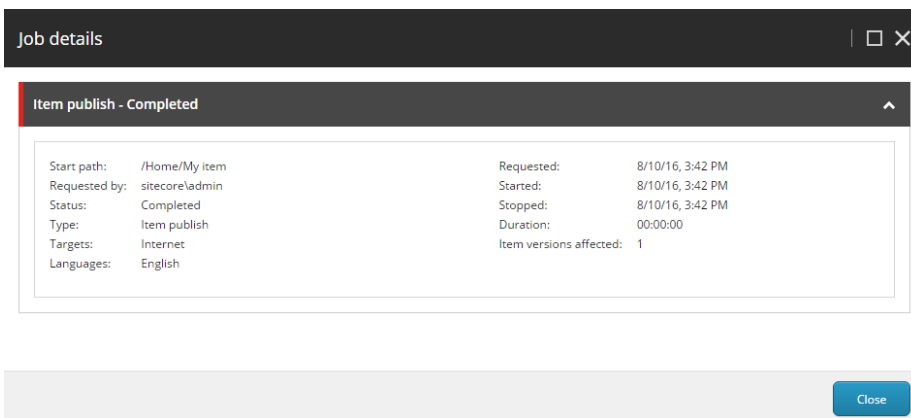 Job details
Item publish - Completed
Start path: /Home/My item
Requested by: sitecore\admin
Status: Completed
Type: Item publish
Targets: Internet
Languages: English
Requested: 8/10/16, 3:42 PM
Started: 8/10/16, 3:42 PM
Stopped: 8/10/16, 3:42 PM
Duration: 00:00:00
Item versions affected: 1
Close